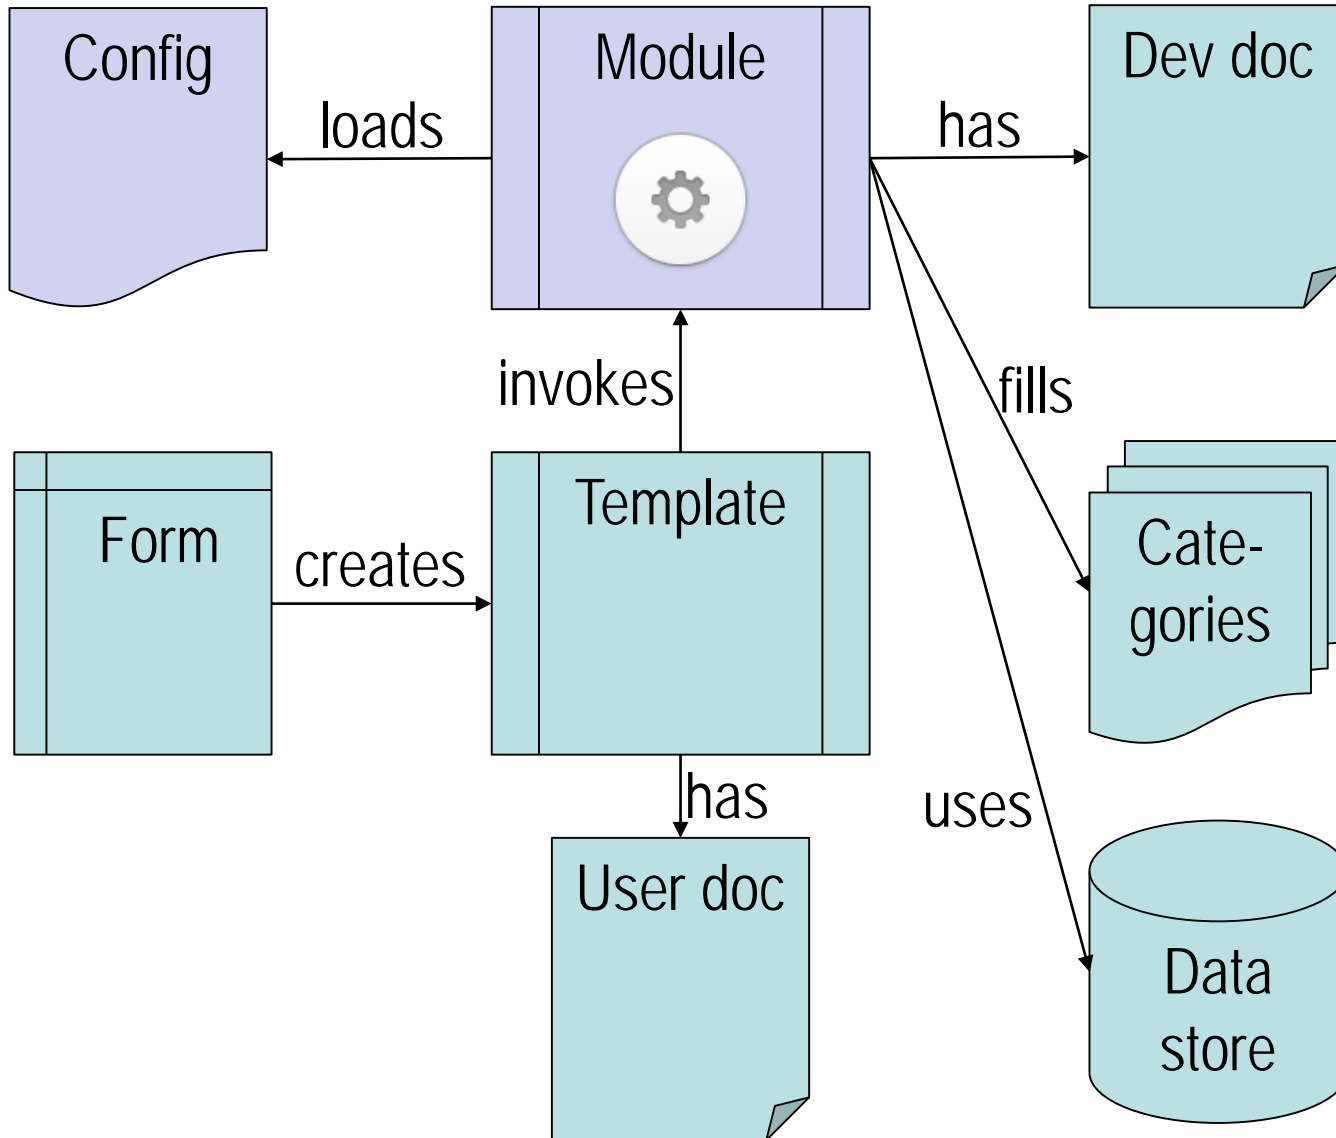 Config
loads
Module
has
Dev doc
invokes
fills
Form
creates
Template
Cate-
gories
has
uses
User doc
Data
store